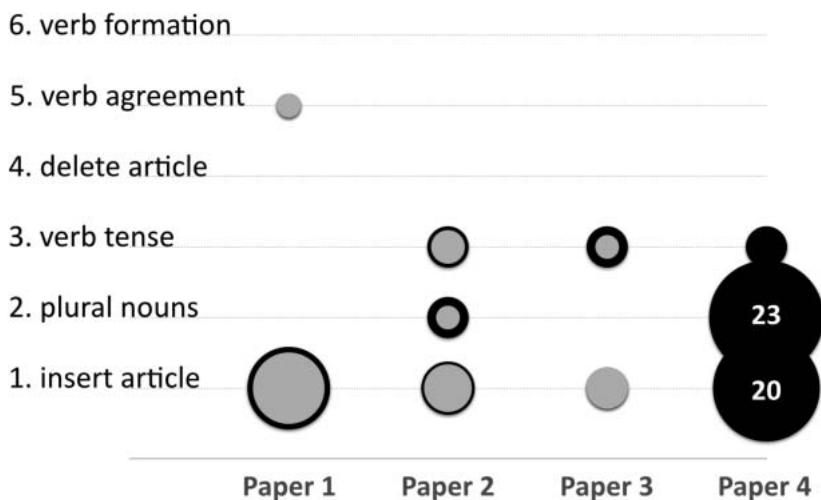 6. verb formation
5. verb agreement
4. delete article
3. verb tense
2. plural nouns
23
1. insert article
20
Paper 1 Paper 2 Paper 3 Paper 4